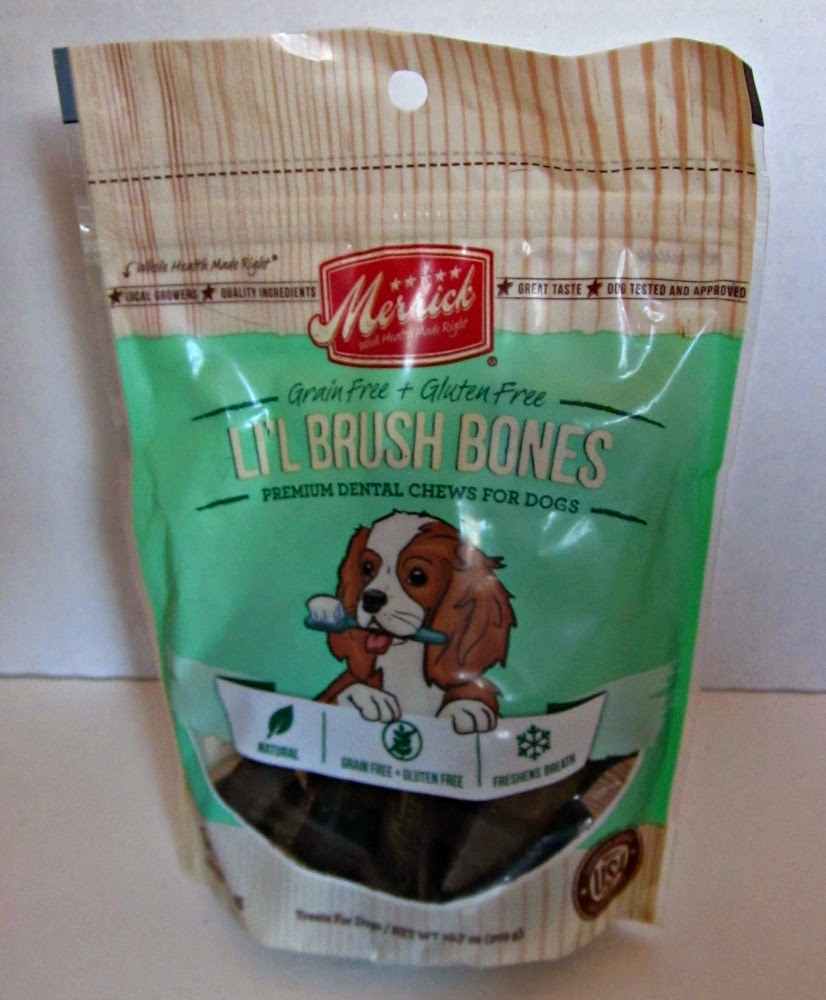 Whole Health Made Right®
★ LOCAL GROWERS ★ QUALITY INGREDIENTS
Merrick
Whole Health Made Right
®
★ GREAT TASTE ★ DOG TESTED AND APPROVED
Grain Free + Gluten Free
LI'L BRUSH BONES
PREMIUM DENTAL CHEWS FOR DOGS
NATURAL
GRAIN FREE + GLUTEN FREE
FRESHENS BREATH
USA
Treats For Dogs / NET WT